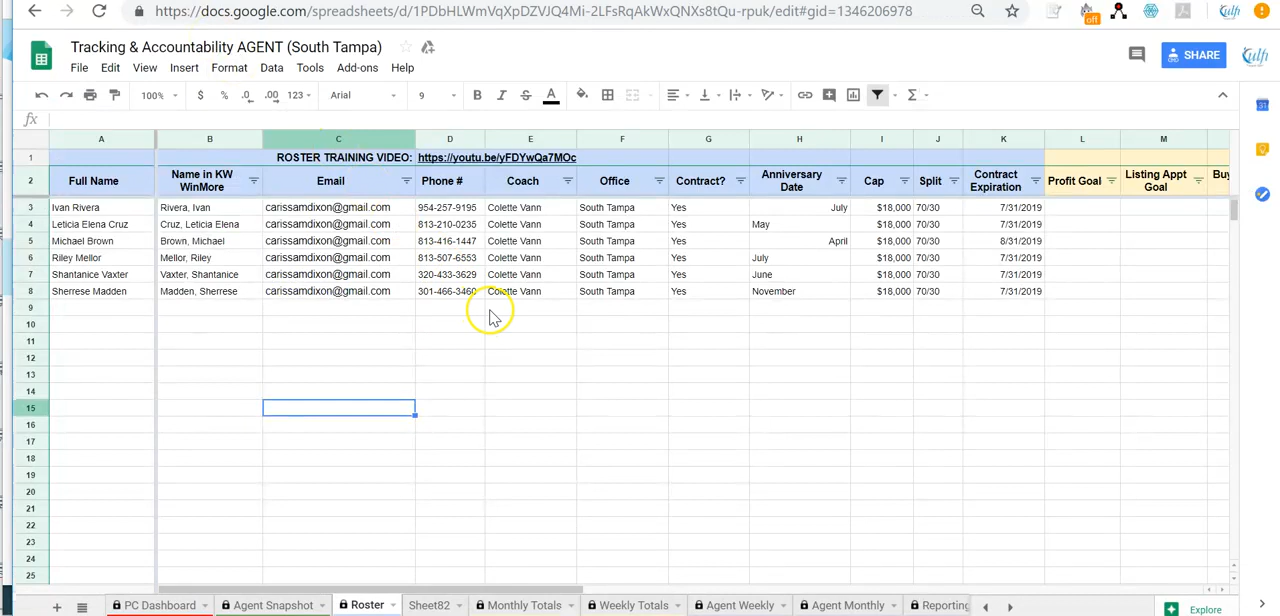 https://docs.google.com/spreadsheets/d/1PDbHLWmVqXpDZVJQ4Mi-2LFsRqAkWxQNXs8tQu-rpuk/edit#gid=1346206978
off
Tracking & Accountability AGENT (South Tampa)
File Edit View Insert Format Data Tools Add-ons Help
SHARE
100% $ % .0 .00 123 Arial 9 B I S A
fx
A B C D E F G H I J K L M
1 ROSTER TRAINING VIDEO: https://youtu.be/yFDYwQa7MOc
2 Full Name Name in KW WinMore Email Phone # Coach Office Contract? Anniversary Date Cap Split Contract Expiration Profit Goal Listing Appt Goal
3 Ivan Rivera Rivera, Ivan carissamdixon@gmail.com 954-257-9195 Colette Vann South Tampa Yes July $18,000 70/30 7/31/2019
4 Leticia Elena Cruz Cruz, Leticia Elena carissamdixon@gmail.com 813-210-0235 Colette Vann South Tampa Yes May $18,000 70/30 7/31/2019
5 Michael Brown Brown, Michael carissamdixon@gmail.com 813-416-1447 Colette Vann South Tampa Yes April $18,000 70/30 8/31/2019
6 Riley Mellor Mellor, Riley carissamdixon@gmail.com 813-507-6553 Colette Vann South Tampa Yes July $18,000 70/30 7/31/2019
7 Shantanice Vaxter Vaxter, Shantanice carissamdixon@gmail.com 320-433-3629 Colette Vann South Tampa Yes June $18,000 70/30 7/31/2019
8 Sherrese Madden Madden, Sherrese carissamdixon@gmail.com 301-466-3460 Colette Vann South Tampa Yes November $18,000 70/30 7/31/2019
9
10
11
12
13
14
15
16
17
18
19
20
21
22
23
24
25
PC Dashboard Agent Snapshot Roster Sheet82 Monthly Totals Weekly Totals Agent Weekly Agent Monthly Reporting Explore